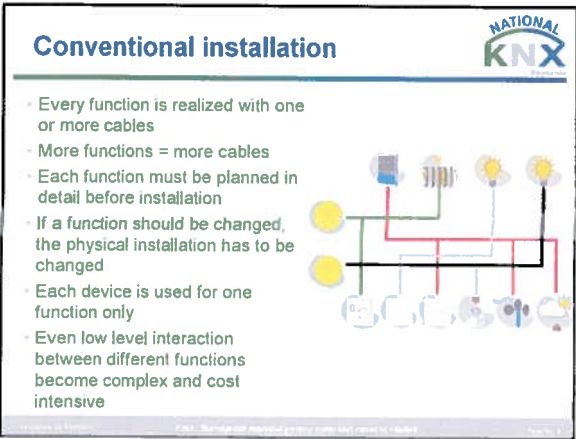 NATIONAL
KNX
Conventional installation
Every function is realized with one
or more cables
More functions = more cables
Each function must be planned in
detail before installation
If a function should be changed,
the physical installation has to be
changed
Each device is used for one
function only
Even low level interaction
between different functions
become complex and cost
intensive